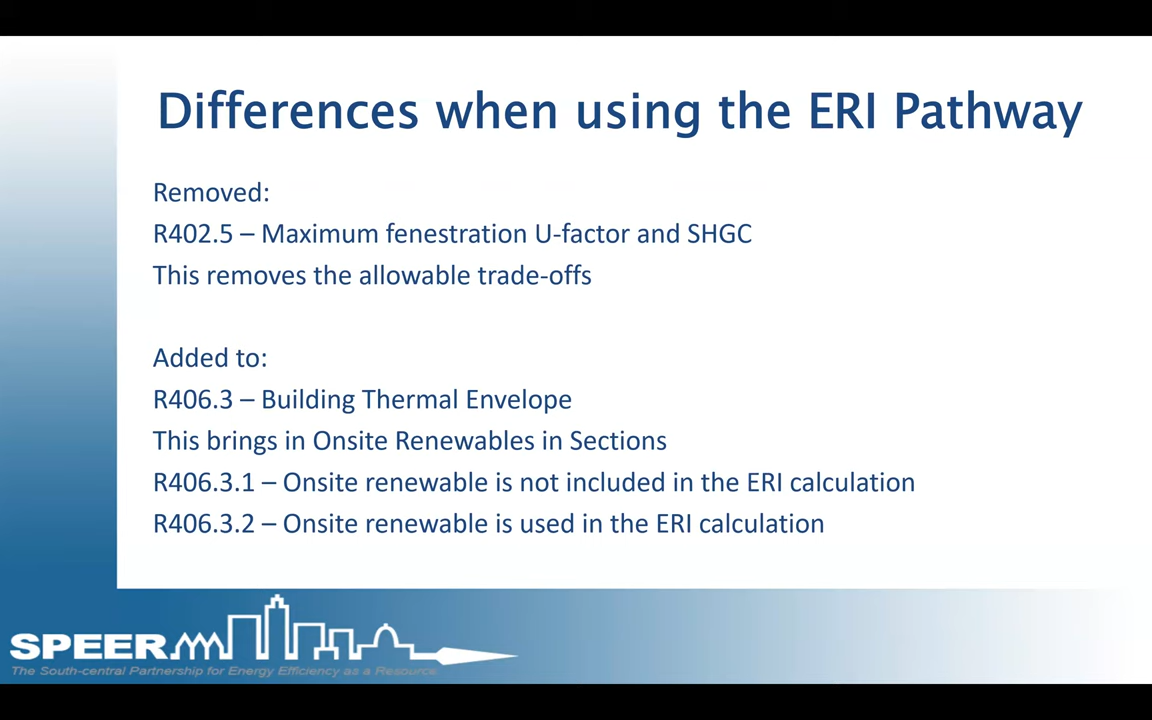 Differences when using the ERI Pathway
Removed:
R402.5 – Maximum fenestration U-factor and SHGC
This removes the allowable trade-offs
Added to:
R406.3 – Building Thermal Envelope
This brings in Onsite Renewables in Sections
R406.3.1 – Onsite renewable is not included in the ERI calculation
R406.3.2 – Onsite renewable is used in the ERI calculation
SPEER
The South-central Partnership for Energy Efficiency as a Resource